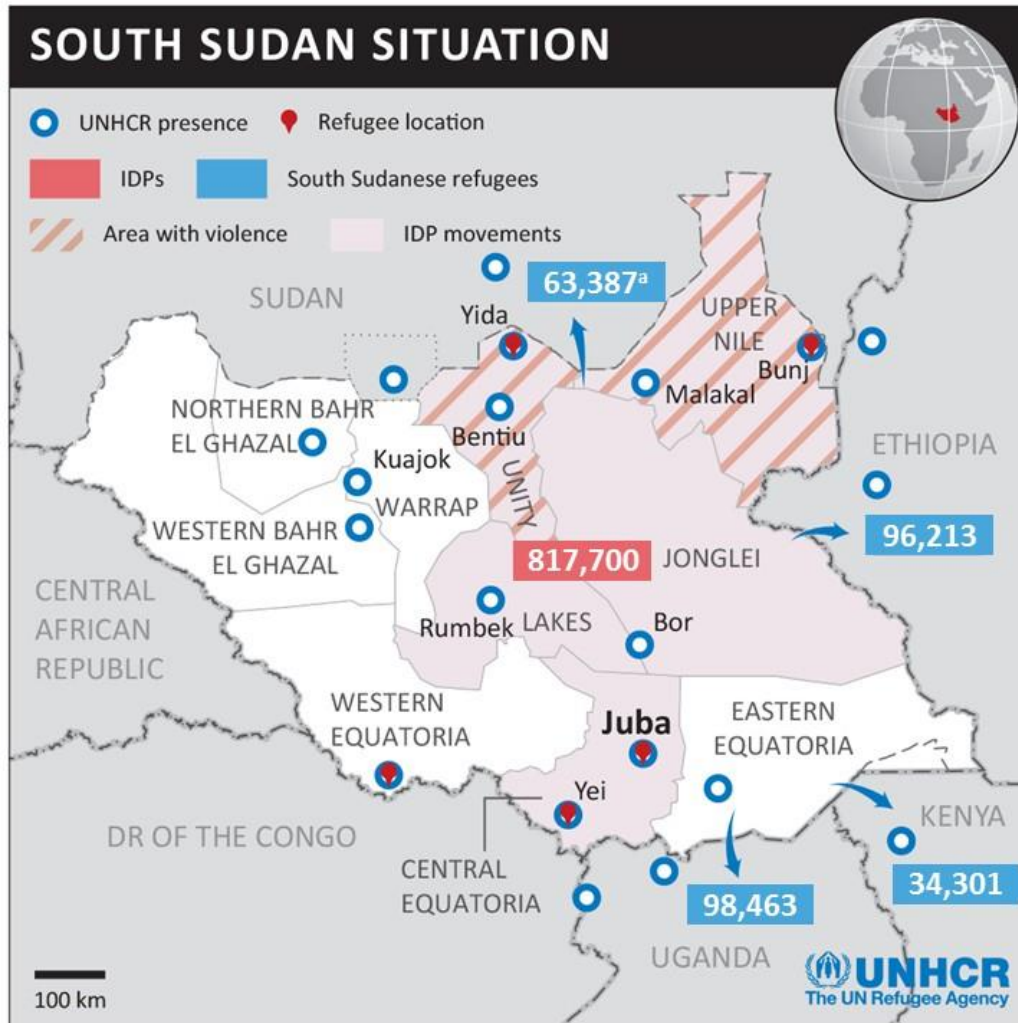 SOUTH SUDAN SITUATION
UNHCR presence
Refugee location
IDPs
South Sudanese refugees
Area with violence
IDP movements
SUDAN
63,387ᵃ
Yida
UPPER
NILE
Bunj
Malakal
NORTHERN BAHR
EL GHAZAL
Bentiu
ETHIOPIA
Kuajok
UNITY
WARRAP
WESTERN BAHR
EL GHAZAL
96,213
817,700
JONGLEI
CENTRAL
AFRICAN
REPUBLIC
Rumbek
LAKES
Bor
WESTERN
EQUATORIA
Juba
EASTERN
EQUATORIA
Yei
KENYA
DR OF THE CONGO
CENTRAL
EQUATORIA
34,301
98,463
UGANDA
100 km
UNHCR
The UN Refugee Agency